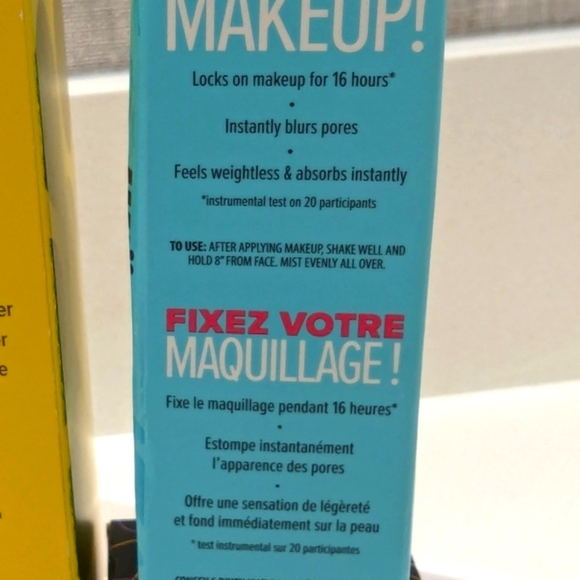 MAKEUP!
Locks on makeup for 16 hours*
•
Instantly blurs pores
•
Feels weightless & absorbs instantly
*instrumental test on 20 participants
TO USE: AFTER APPLYING MAKEUP, SHAKE WELL AND
HOLD 8" FROM FACE. MIST EVENLY ALL OVER.
FIXEZ VOTRE
MAQUILLAGE !
Fixe le maquillage pendant 16 heures*
•
Estompe instantanément
l'apparence des pores
•
Offre une sensation de légèreté
et fond immédiatement sur la peau
* test instrumental sur 20 participantes
er
r
e